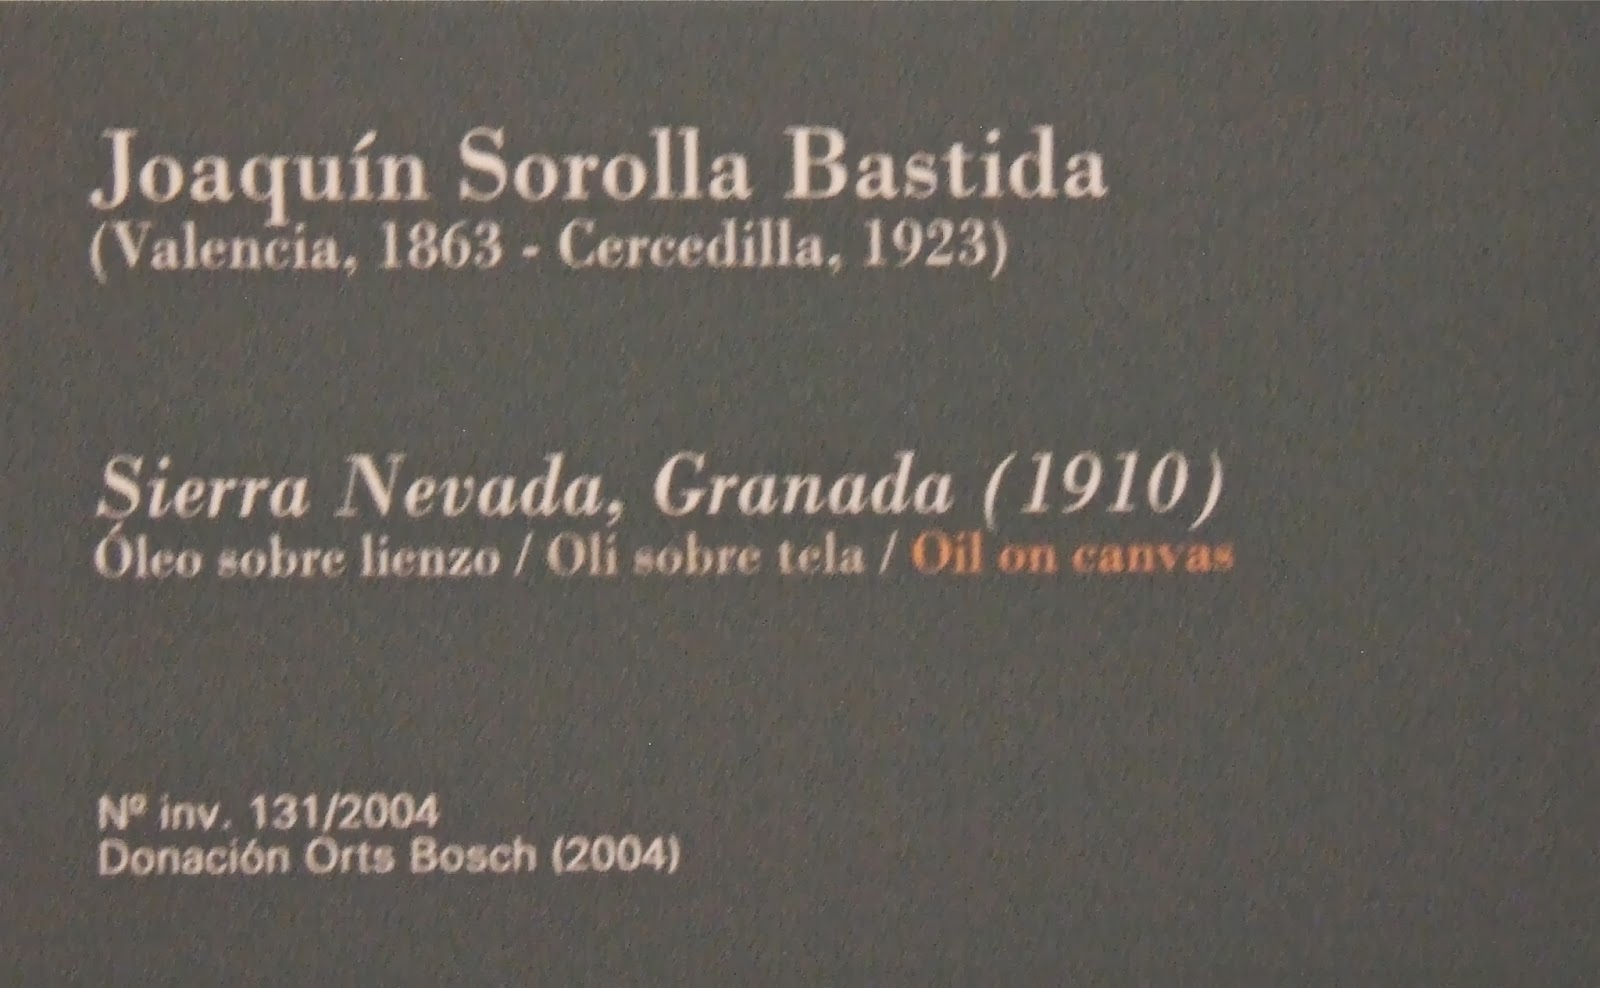 Joaquín Sorolla Bastida
(Valencia, 1863 - Cercedilla, 1923)
Sierra Nevada, Granada (1910)
Óleo sobre lienzo / Oli sobre tela / Oil on canvas
Nº inv. 131/2004
Donación Orts Bosch (2004)